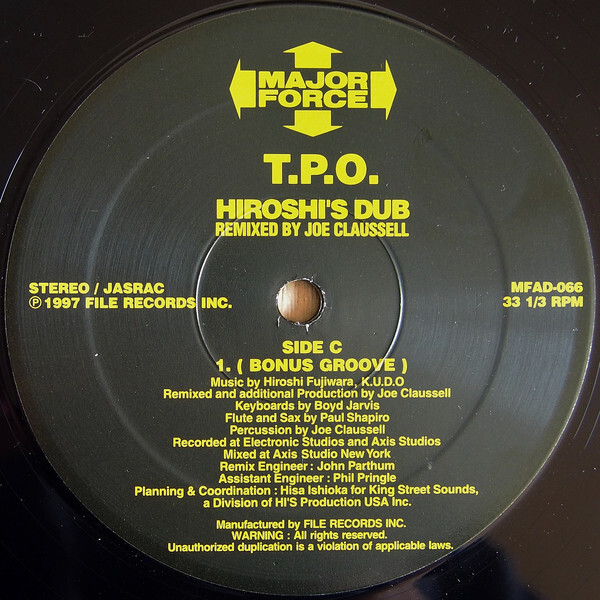 MAJOR
FORCE
T.P.O.
HIROSHI'S DUB
REMIXED BY JOE CLAUSSELL
STEREO / JASRAC
℗ 1997 FILE RECORDS INC.
MFAD-066
33 1/3 RPM
SIDE C
1. ( BONUS GROOVE )
Music by Hiroshi Fujiwara, K.U.D.O
Remixed and additional Production by Joe Claussell
Keyboards by Boyd Jarvis
Flute and Sax by Paul Shapiro
Percussion by Joe Claussell
Recorded at Electronic Studios and Axis Studios
Mixed at Axis Studio New York
Remix Engineer : John Parthum
Assistant Engineer : Phil Pringle
Planning & Coordination : Hisa Ishioka for King Street Sounds,
a Division of HI'S Production USA Inc.
Manufactured by FILE RECORDS INC.
WARNING : All rights reserved.
Unauthorized duplication is a violation of applicable laws.